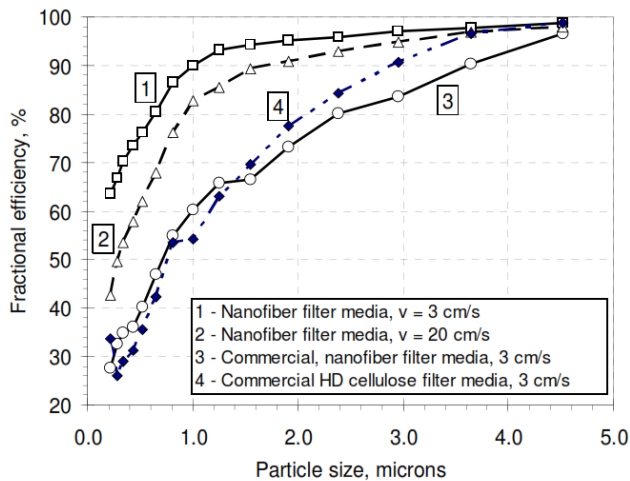 Fractional efficiency, %
100
90
80
70
60
50
40
30
20
1
2
4
3
1 - Nanofiber filter media, v = 3 cm/s
2 - Nanofiber filter media, v = 20 cm/s
3 - Commercial, nanofiber filter media, 3 cm/s
4 - Commercial HD cellulose filter media, 3 cm/s
0.0 1.0 2.0 3.0 4.0 5.0
Particle size, microns